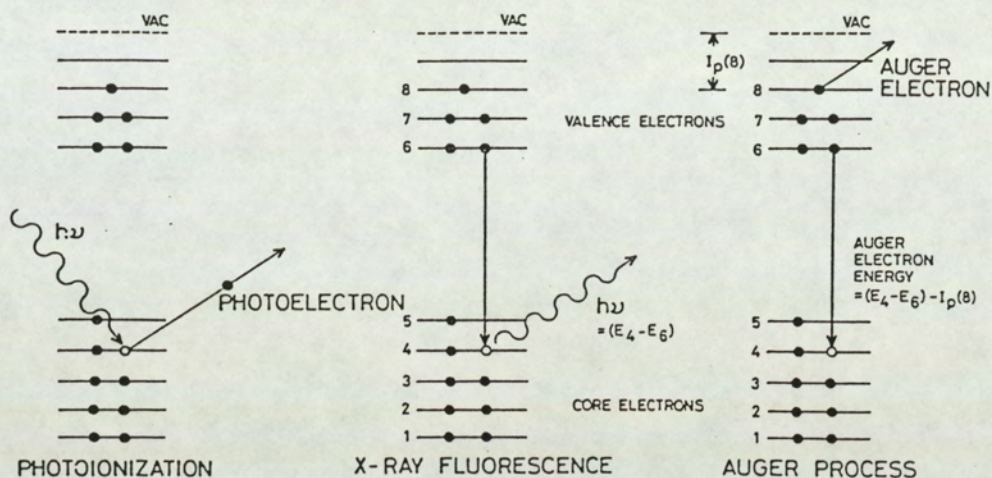 VAC
hν
PHOTOELECTRON
PHOTOIONIZATION
VAC
8
7
6
5
4
3
2
1
VALENCE ELECTRONS
hν
=(E₄-E₆)
CORE ELECTRONS
X-RAY FLUORESCENCE
VAC
Iₚ(8)
8
7
6
5
4
3
2
1
AUGER
ELECTRON
AUGER
ELECTRON
ENERGY
=(E₄-E₆)-Iₚ(8)
AUGER PROCESS